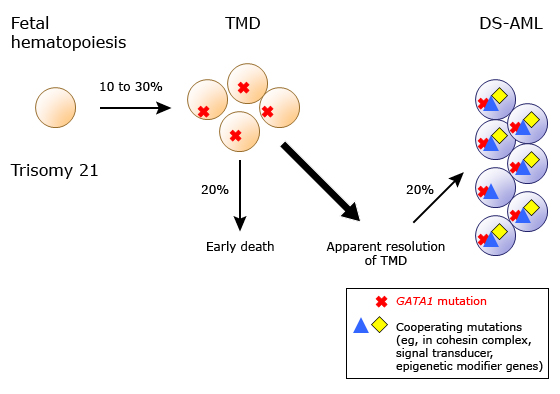 Fetal
hematopoiesis
TMD
DS-AML
10 to 30%
Trisomy 21
20%
20%
Early death
Apparent resolution
of TMD
GATA1 mutation
Cooperating mutations
(eg, in cohesin complex,
signal transducer,
epigenetic modifier genes)